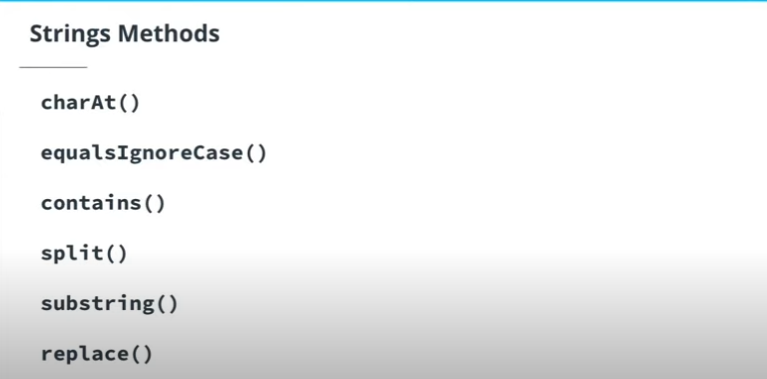 Strings Methods
charAt()
equalsIgnoreCase()
contains()
split()
substring()
replace()